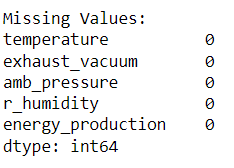 Missing Values:
temperature          0
exhaust_vacuum       0
amb_pressure         0
r_humidity           0
energy_production    0
dtype: int64